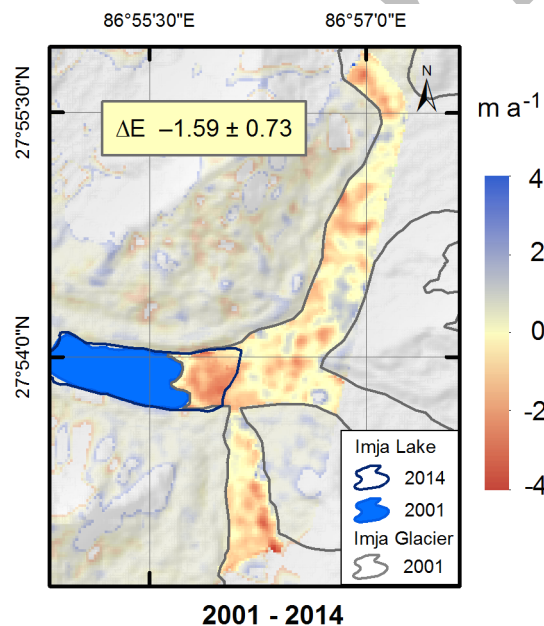 86°55'30"E 86°57'0"E
N
27°55'30"N
ΔE –1.59 ± 0.73
m a-1
4
2
0
-2
-4
27°54'0"N
Imja Lake
2014
2001
Imja Glacier
2001
2001 - 2014